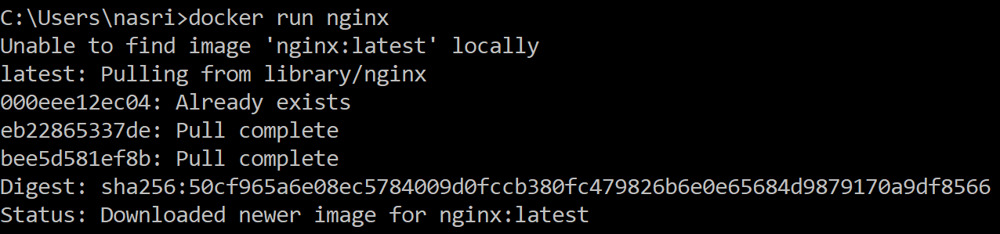 C:\Users\nasri>docker run nginx
Unable to find image 'nginx:latest' locally
latest: Pulling from library/nginx
000eee12ec04: Already exists
eb22865337de: Pull complete
bee5d581ef8b: Pull complete
Digest: sha256:50cf965a6e08ec5784009d0fccb380fc479826b6e0e65684d9879170a9df8566
Status: Downloaded newer image for nginx:latest